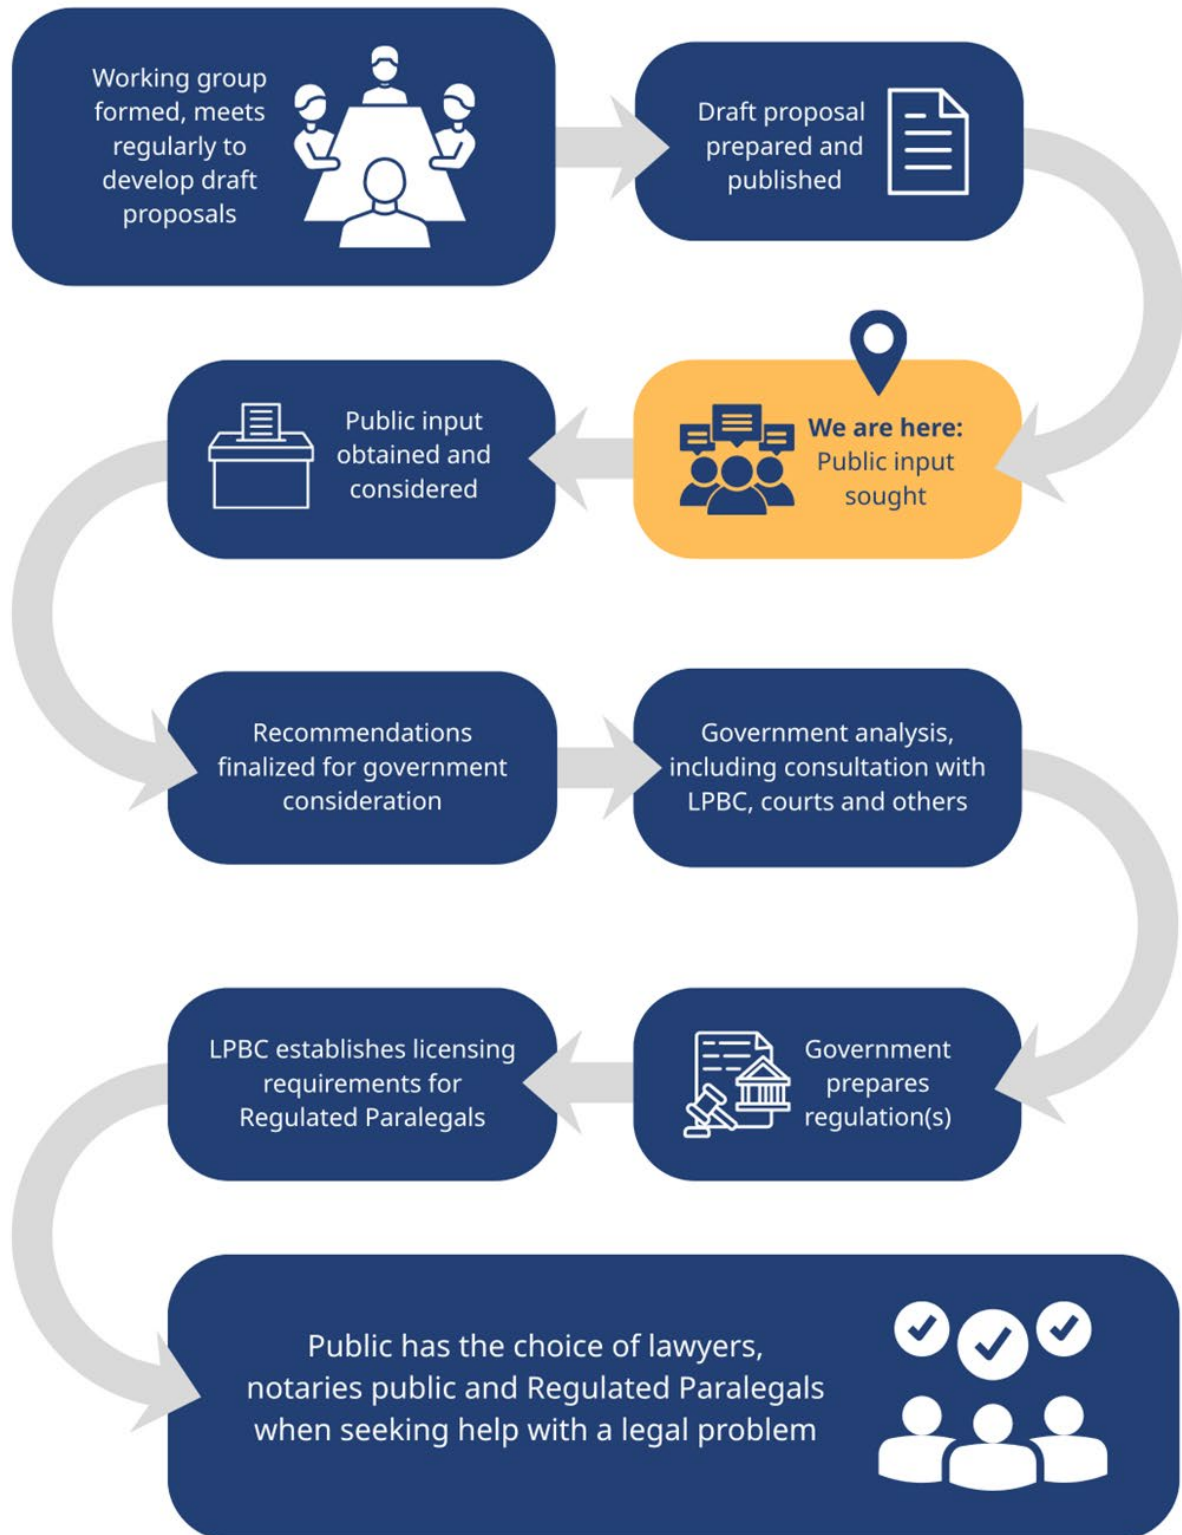 Working group
formed, meets
regularly to
develop draft
proposals
Draft proposal
prepared and
published
We are here:
Public input
sought
Public input
obtained and
considered
Recommendations
finalized for government
consideration
Government analysis,
including consultation with
LPBC, courts and others
Government
prepares
regulation(s)
LPBC establishes licensing
requirements for
Regulated Paralegals
Public has the choice of lawyers,
notaries public and Regulated Paralegals
when seeking help with a legal problem